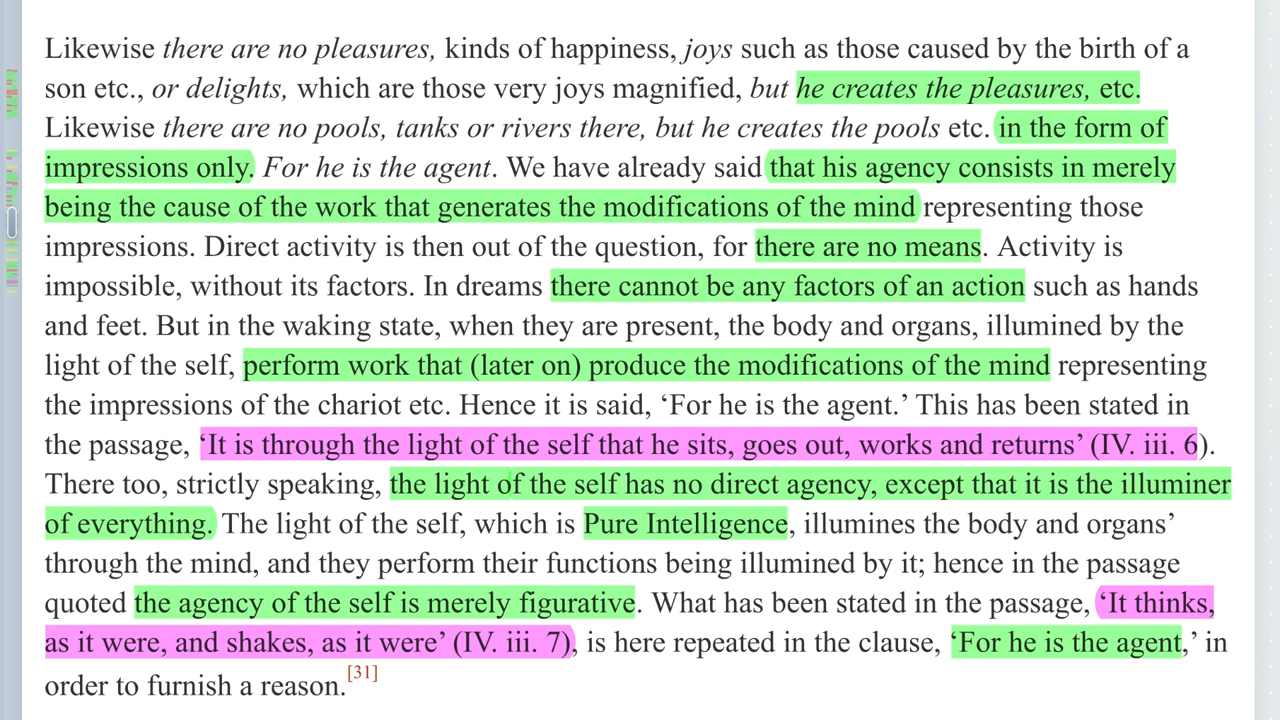 Likewise there are no pleasures, kinds of happiness, joys such as those caused by the birth of a
son etc., or delights, which are those very joys magnified, but he creates the pleasures, etc.
Likewise there are no pools, tanks or rivers there, but he creates the pools etc. in the form of
impressions only. For he is the agent. We have already said that his agency consists in merely
being the cause of the work that generates the modifications of the mind representing those
impressions. Direct activity is then out of the question, for there are no means. Activity is
impossible, without its factors. In dreams there cannot be any factors of an action such as hands
and feet. But in the waking state, when they are present, the body and organs, illumined by the
light of the self, perform work that (later on) produce the modifications of the mind representing
the impressions of the chariot etc. Hence it is said, ‘For he is the agent.’ This has been stated in
the passage, ‘It is through the light of the self that he sits, goes out, works and returns’ (IV. iii. 6).
There too, strictly speaking, the light of the self has no direct agency, except that it is the illuminer
of everything. The light of the self, which is Pure Intelligence, illumines the body and organs’
through the mind, and they perform their functions being illumined by it; hence in the passage
quoted the agency of the self is merely figurative. What has been stated in the passage, ‘It thinks,
as it were, and shakes, as it were’ (IV. iii. 7), is here repeated in the clause, ‘For he is the agent,’ in
order to furnish a reason.[31]